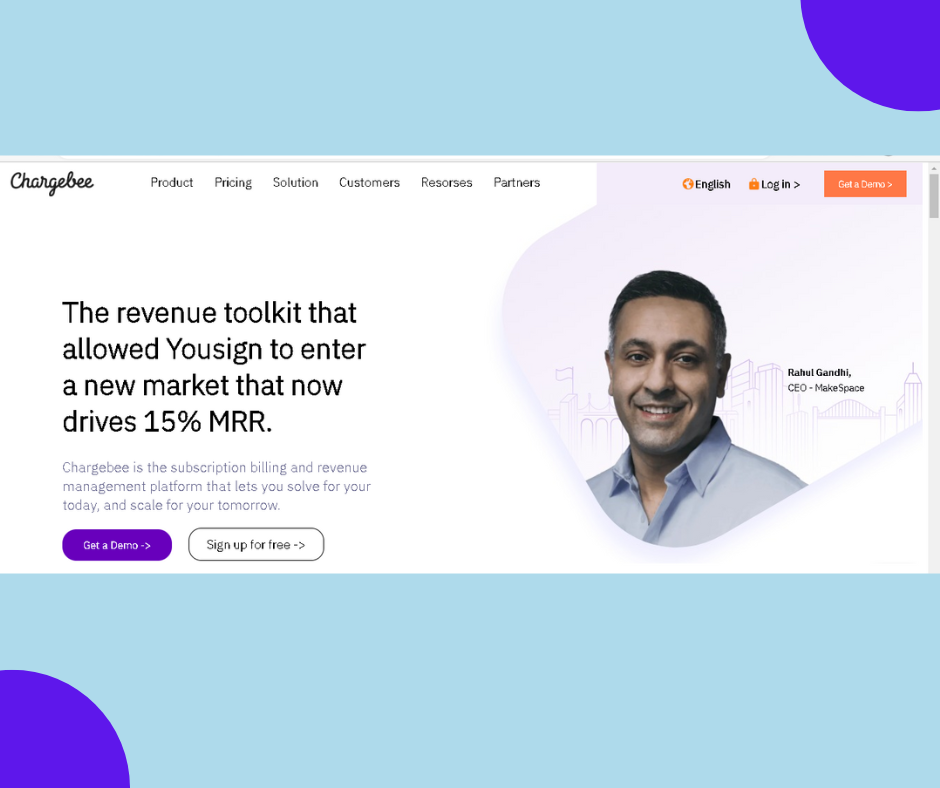 Chargebee
Product Pricing Solution Customers Resorses Partners
English Log in > Get a Demo >
The revenue toolkit that
allowed Yousign to enter
a new market that now
drives 15% MRR.
Chargebee is the subscription billing and revenue
management platform that lets you solve for your
today, and scale for your tomorrow.
Get a Demo -> Sign up for free ->
Rahul Gandhi,
CEO - MakeSpace